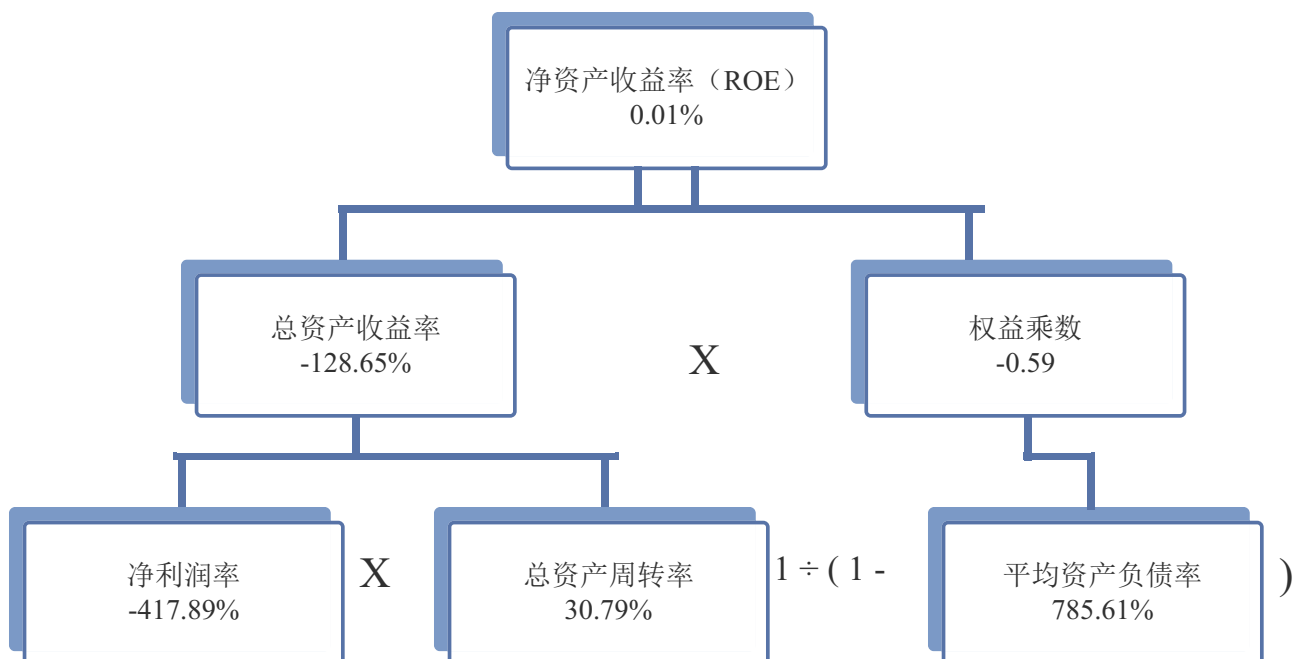 净资产收益率（ROE）
0.01%
总资产收益率
-128.65%
X
权益乘数
-0.59
净利润率
-417.89%
X
总资产周转率
30.79%
1 ÷ ( 1 -
平均资产负债率
785.61%
)